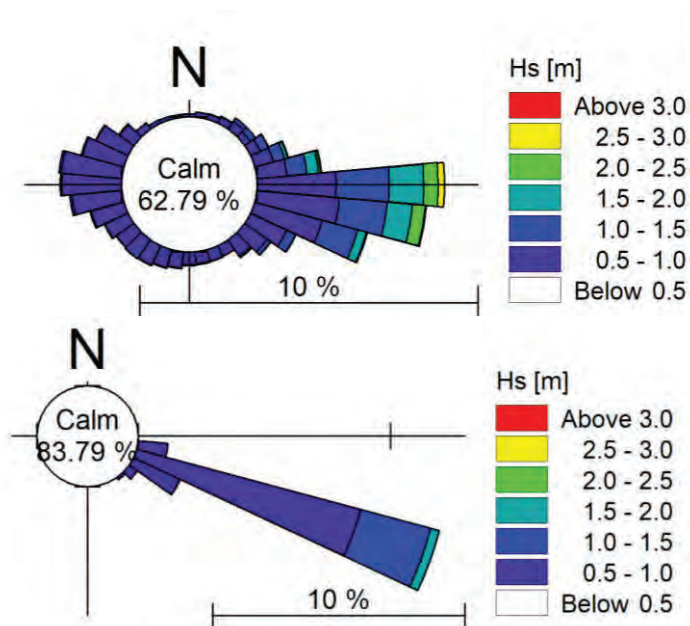 N
Calm
62.79 %
10 %
Hs [m]
Above 3.0
2.5 - 3.0
2.0 - 2.5
1.5 - 2.0
1.0 - 1.5
0.5 - 1.0
Below 0.5
N
Calm
83.79 %
10 %
Hs [m]
Above 3.0
2.5 - 3.0
2.0 - 2.5
1.5 - 2.0
1.0 - 1.5
0.5 - 1.0
Below 0.5